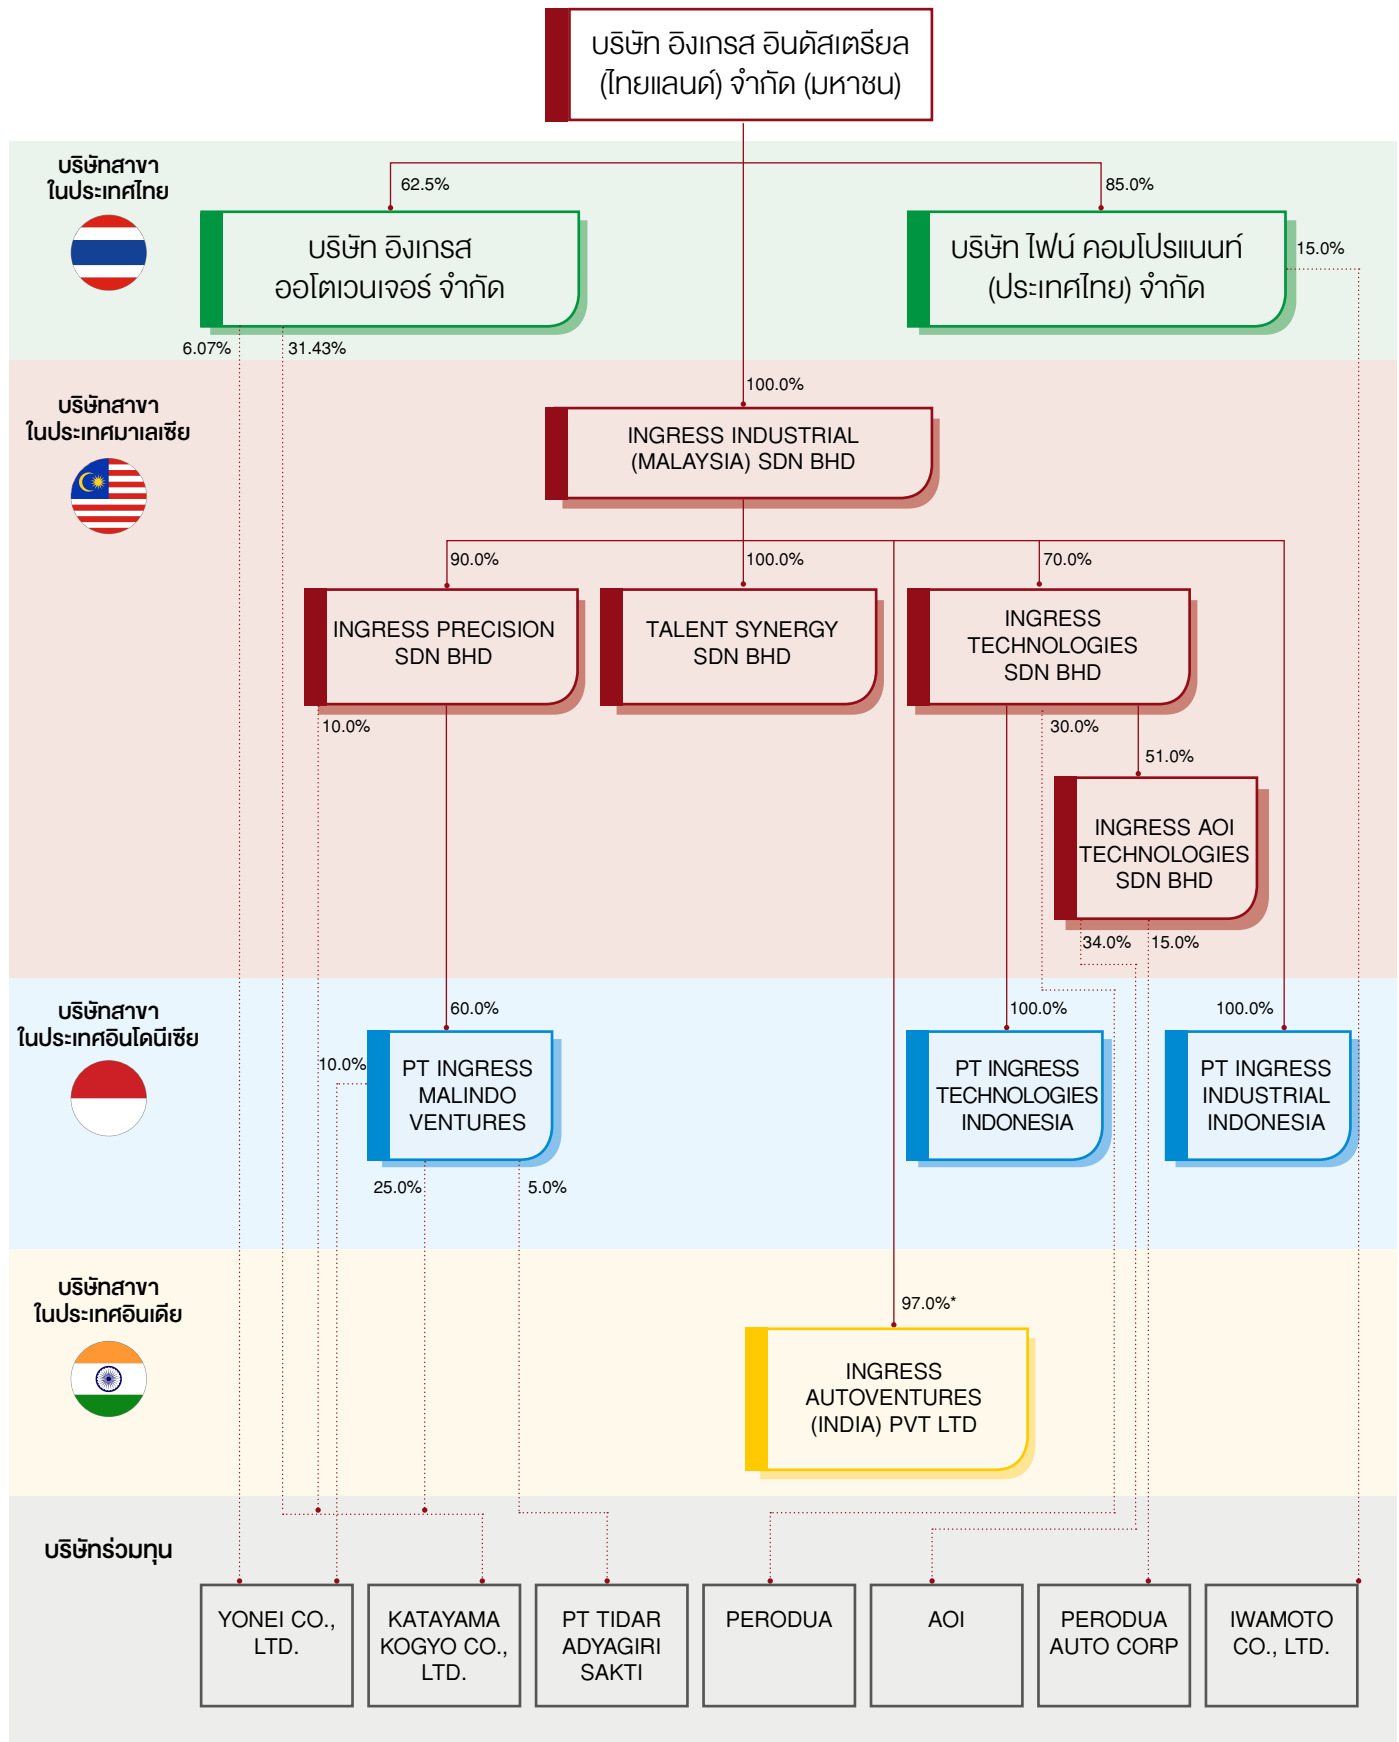 บริษัท อิงเกรส อินดัสเตรียล
(ไทยแลนด์) จำกัด (มหาชน)
บริษัทสาขา
ในประเทศไทย
62.5%
85.0%
บริษัท อิงเกรส
ออโตเวนเจอร์ จำกัด
บริษัท ไฟน์ คอมโปรแนนท์
(ประเทศไทย) จำกัด
15.0%
6.07%
31.43%
บริษัทสาขา
ในประเทศมาเลเซีย
100.0%
INGRESS INDUSTRIAL
(MALAYSIA) SDN BHD
90.0%
100.0%
70.0%
INGRESS PRECISION
SDN BHD
TALENT SYNERGY
SDN BHD
INGRESS
TECHNOLOGIES
SDN BHD
10.0%
30.0%
51.0%
INGRESS AOI
TECHNOLOGIES
SDN BHD
34.0%
15.0%
บริษัทสาขา
ในประเทศอินโดนีเซีย
60.0%
100.0%
100.0%
10.0%
PT INGRESS
MALINDO
VENTURES
PT INGRESS
TECHNOLOGIES
INDONESIA
PT INGRESS
INDUSTRIAL
INDONESIA
25.0%
5.0%
บริษัทสาขา
ในประเทศอินเดีย
97.0%*
INGRESS
AUTOVENTURES
(INDIA) PVT LTD
บริษัทร่วมทุน
YONEI CO.,
LTD.
KATAYAMA
KOGYO CO.,
LTD.
PT TIDAR
ADYAGIRI
SAKTI
PERODUA
AOI
PERODUA
AUTO CORP
IWAMOTO
CO., LTD.